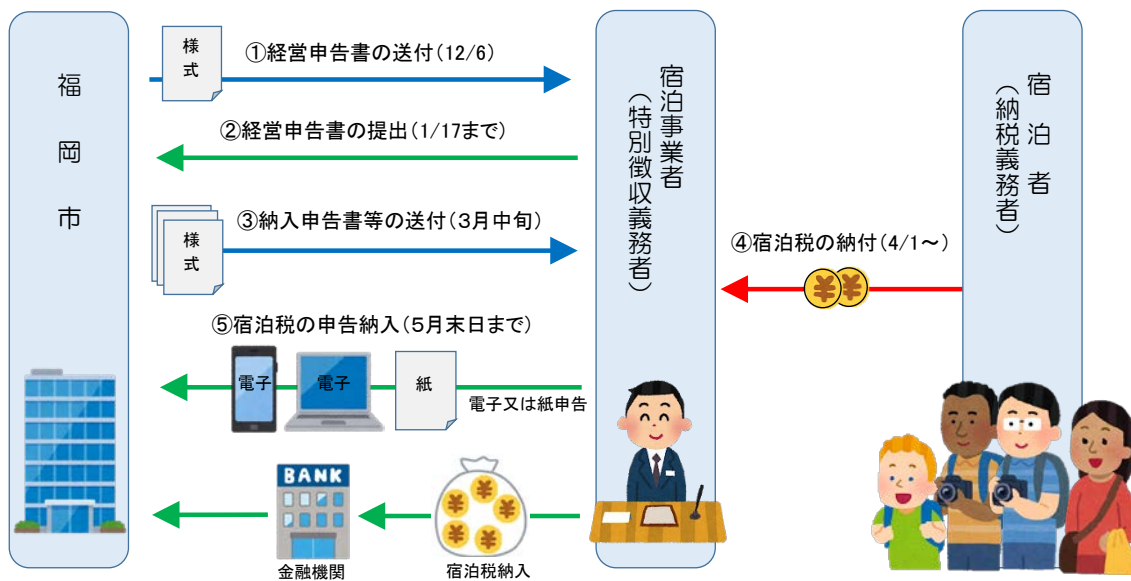 福岡市
様式
①経営申告書の送付(12/6)
②経営申告書の提出(1/17まで)
様式
③納入申告書等の送付(3月中旬)
⑤宿泊税の申告納入(5月末日まで)
電子
電子
紙
電子又は紙申告
BANK
金融機関
宿泊税納入
宿泊事業者
(特別徴収義務者)
④宿泊税の納付(4/1～)
宿泊者
(納税義務者)